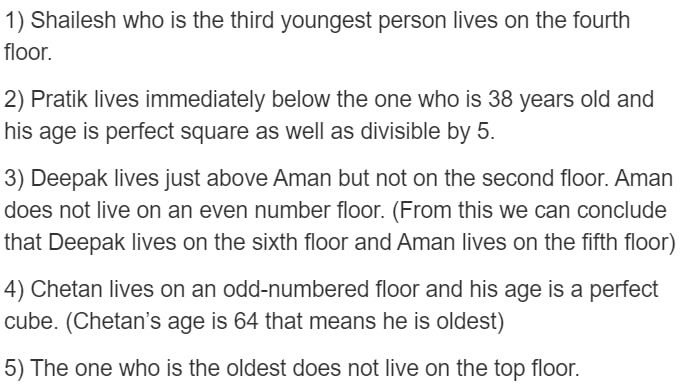 1) Shailesh who is the third youngest person lives on the fourth
floor.
2) Pratik lives immediately below the one who is 38 years old and
his age is perfect square as well as divisible by 5.
3) Deepak lives just above Aman but not on the second floor. Aman
does not live on an even number floor. (From this we can conclude
that Deepak lives on the sixth floor and Aman lives on the fifth floor)
4) Chetan lives on an odd-numbered floor and his age is a perfect
cube. (Chetan’s age is 64 that means he is oldest)
5) The one who is the oldest does not live on the top floor.